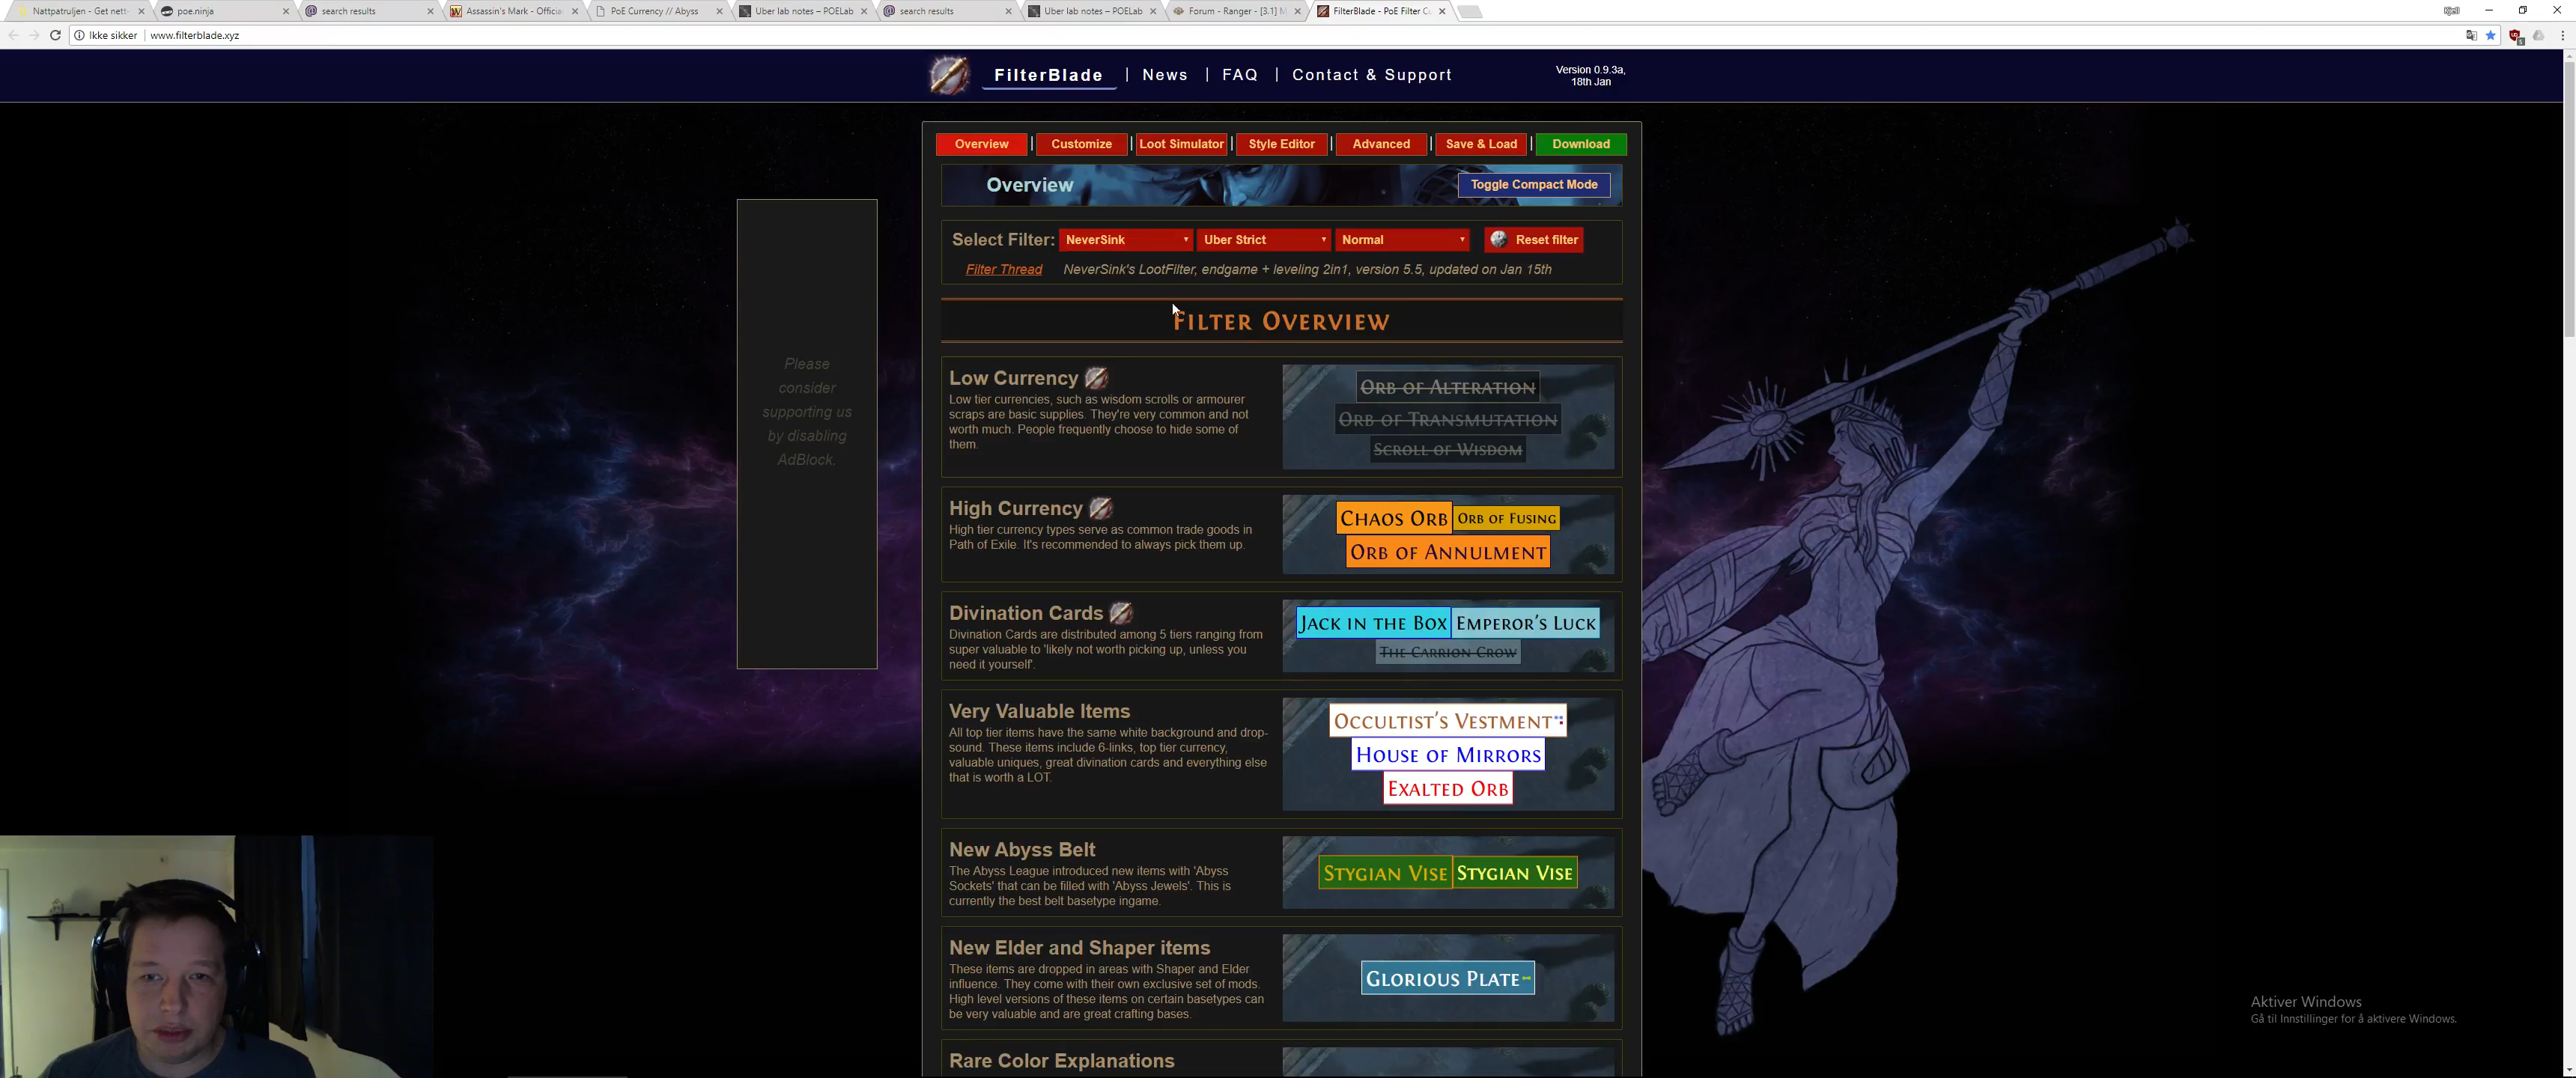 Nattpatruljen - Get nett
poe.ninja
search results
Assassin's Mark - Officia
PoE Currency // Abyss
Uber lab notes – POELab
search results
Uber lab notes – POELab
Forum - Ranger - [3.1] M
FilterBlade - PoE Filter C
Ikke sikker www.filterblade.xyz
FilterBlade | News | FAQ | Contact & Support
Version 0.9.3a,
18th Jan
Overview | Customize | Loot Simulator | Style Editor | Advanced | Save & Load | Download
Overview
Toggle Compact Mode
Select Filter: NeverSink Uber Strict Normal Reset filter
Filter Thread NeverSink's LootFilter, endgame + leveling 2in1, version 5.5, updated on Jan 15th
Please
consider
supporting us
by disabling
AdBlock.
Filter Overview
Low Currency
Low tier currencies, such as wisdom scrolls or armourer
scraps are basic supplies. They're very common and not
worth much. People frequently choose to hide some of
them.
Orb of Alteration
Orb of Transmutation
Scroll of Wisdom
High Currency
High tier currency types serve as common trade goods in
Path of Exile. It's recommended to always pick them up.
Chaos Orb Orb of Fusing
Orb of Annulment
Divination Cards
Divination Cards are distributed among 5 tiers ranging from
super valuable to 'likely not worth picking up, unless you
need it yourself'.
Jack in the Box Emperor's Luck
The Carrion Crow
Very Valuable Items
All top tier items have the same white background and drop-
sound. These items include 6-links, top tier currency,
valuable uniques, great divination cards and everything else
that is worth a LOT.
Occultist's Vestment
House of Mirrors
Exalted Orb
New Abyss Belt
The Abyss League introduced new items with 'Abyss
Sockets' that can be filled with 'Abyss Jewels'. This is
currently the best belt basetype ingame.
Stygian Vise Stygian Vise
New Elder and Shaper items
These items are dropped in areas with Shaper and Elder
influence. They come with their own exclusive set of mods.
High level versions of these items on certain basetypes can
be very valuable and are great crafting bases.
Glorious Plate
Rare Color Explanations
Aktiver Windows
Gå til Innstillinger for å aktivere Windows.